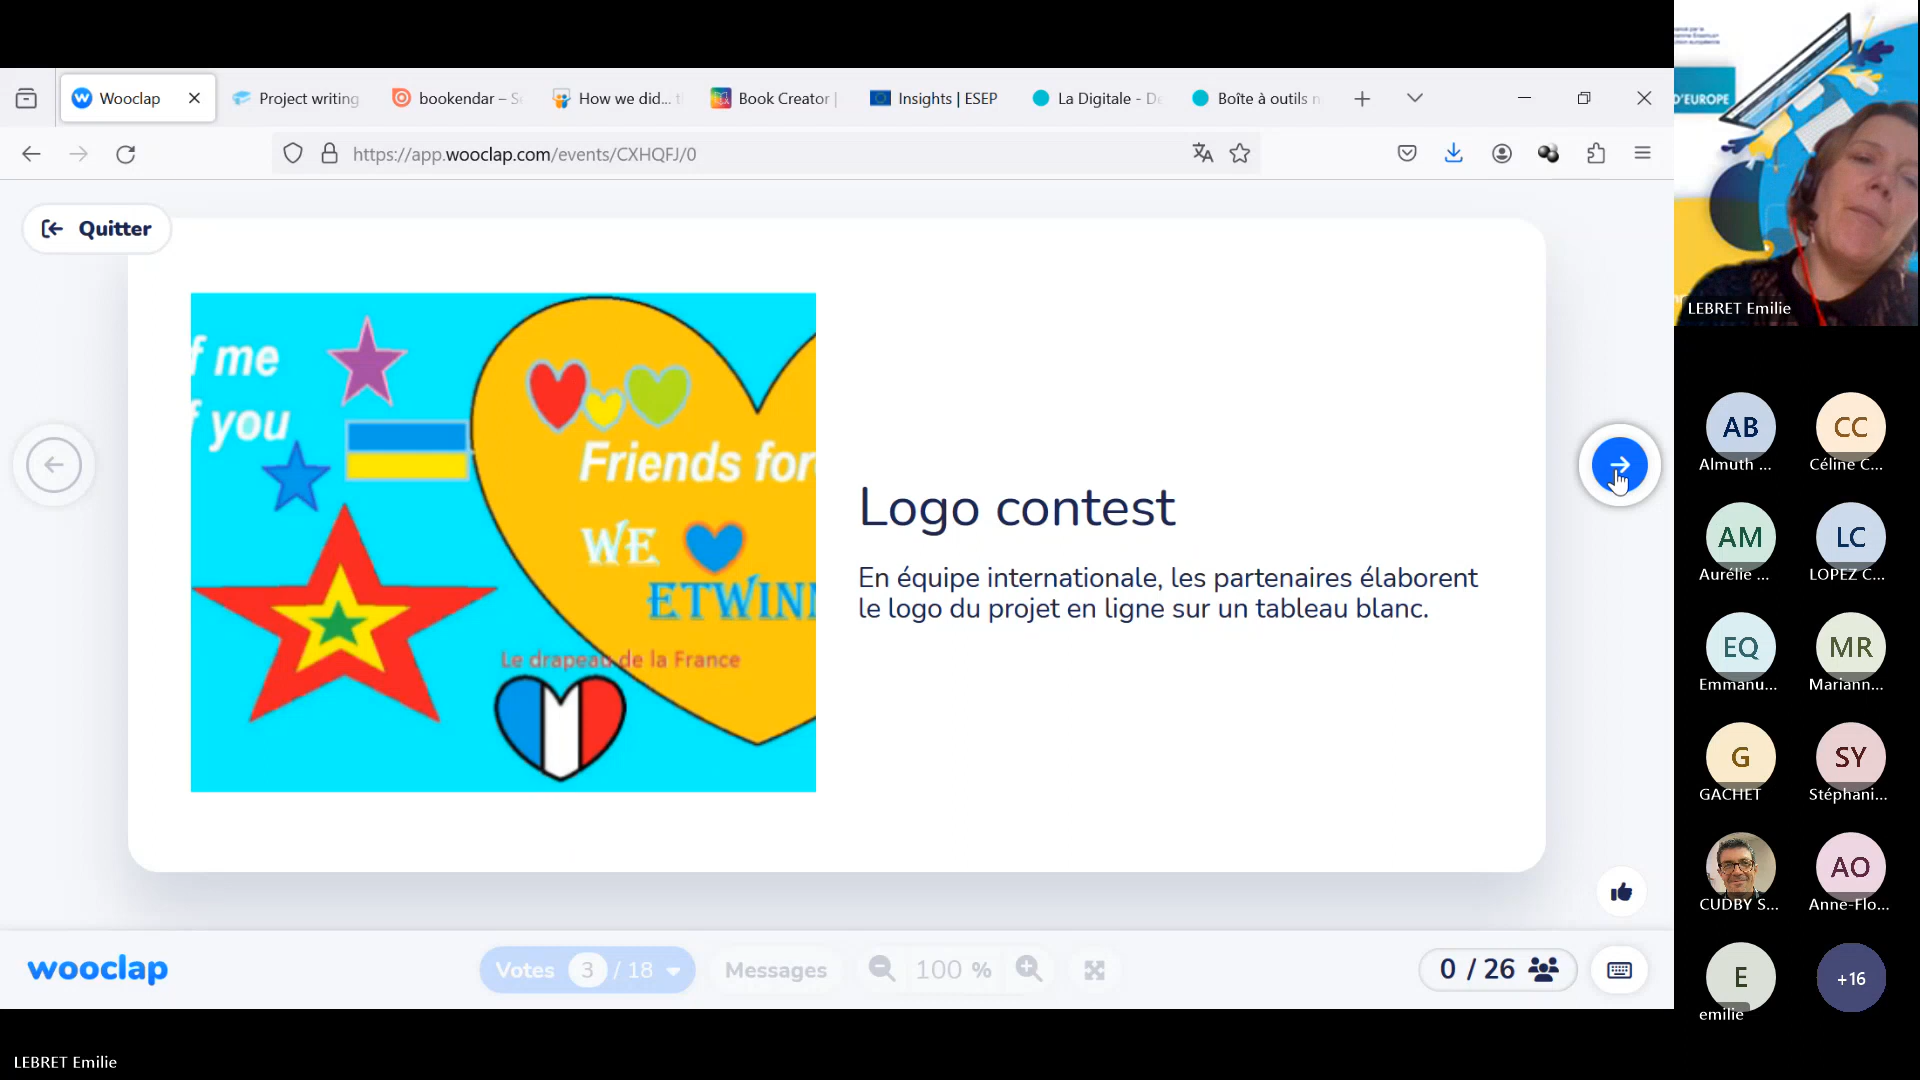 Wooclap
Project writing
bookendar – S
How we did... t
Book Creator |
Insights | ESEP
La Digitale - De
Boîte à outils n
https://app.wooclap.com/events/CXHQFJ/0
Quitter
f me
f you
Friends for
WE
ETWINN
Le drapeau de la France
Logo contest
En équipe internationale, les partenaires élaborent
le logo du projet en ligne sur un tableau blanc.
wooclap
Votes 3 / 18
Messages
100 %
0 / 26
D'EUROPE
LEBRET Emilie
AB
Almuth ...
CC
Céline C...
AM
Aurélie ...
LC
LOPEZ C...
EQ
Emmanu...
MR
Mariann...
G
GACHET
SY
Stéphani...
CUDBY S...
AO
Anne-Flo...
E
emilie
+16
LEBRET Emilie